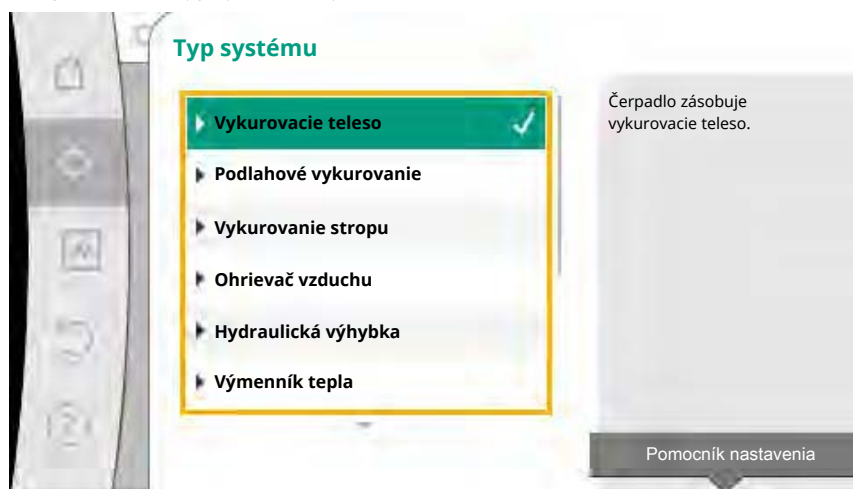 Typ systému
Vykurovacie teleso
Podlahové vykurovanie
Vykurovanie stropu
Ohrievač vzduchu
Hydraulická výhybka
Výmenník tepla
Čerpadlo zásobuje
vykurovacie teleso.
Pomocník nastavenia